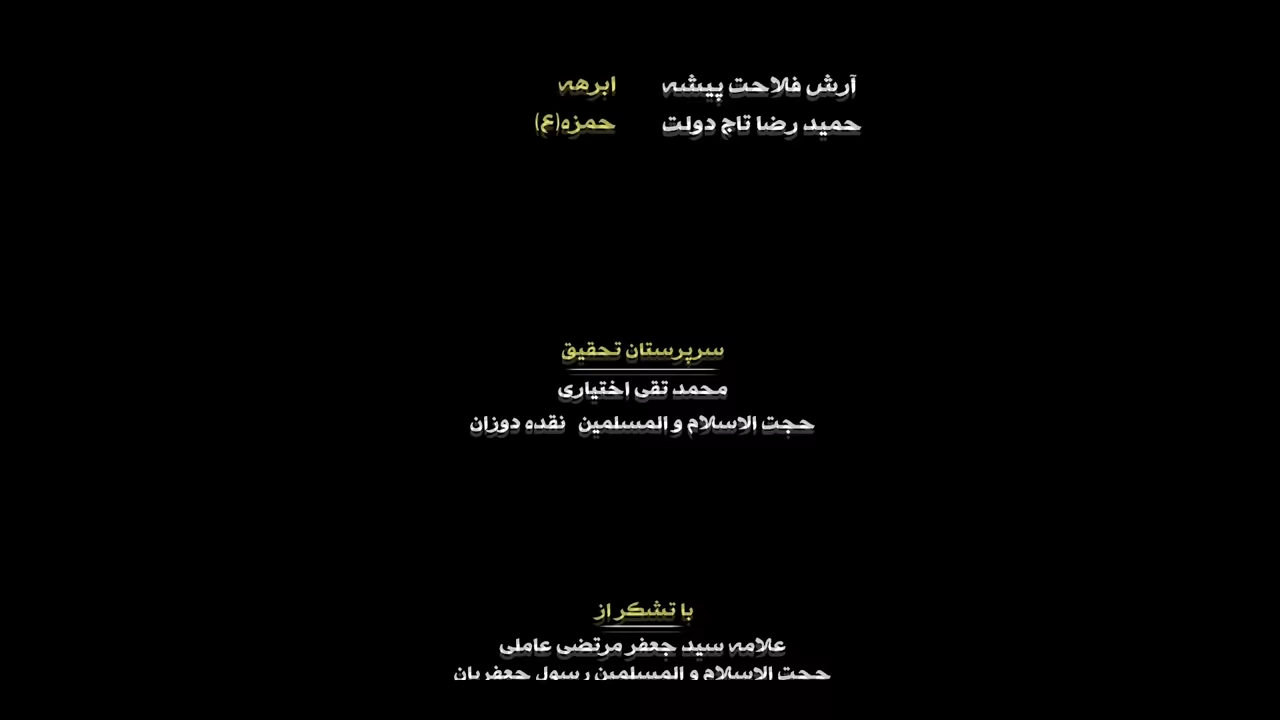 آرش فلاحت پیشه ابرهه
حمید رضا تاج دولت حمزه(ع)
سرپرستان تحقیق
محمد تقی اختیاری
حجت الاسلام و المسلمین نقده دوزان
با تشکر از
علامه سید جعفر مرتضی عاملی
حجت الاسلام و المسلمین رسول جعفریان